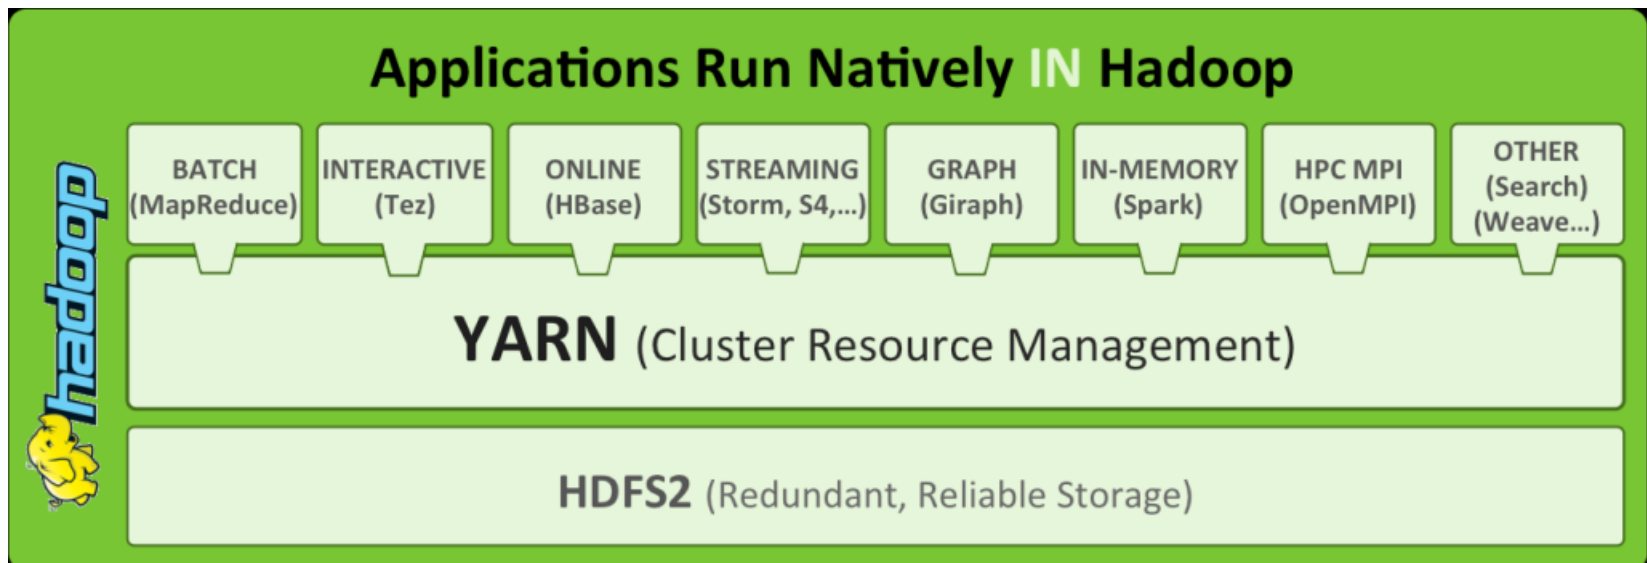 Applications Run Natively IN Hadoop
hadoop
BATCH
(MapReduce)
INTERACTIVE
(Tez)
ONLINE
(HBase)
STREAMING
(Storm, S4,...)
GRAPH
(Giraph)
IN-MEMORY
(Spark)
HPC MPI
(OpenMPI)
OTHER
(Search)
(Weave...)
YARN (Cluster Resource Management)
HDFS2 (Redundant, Reliable Storage)